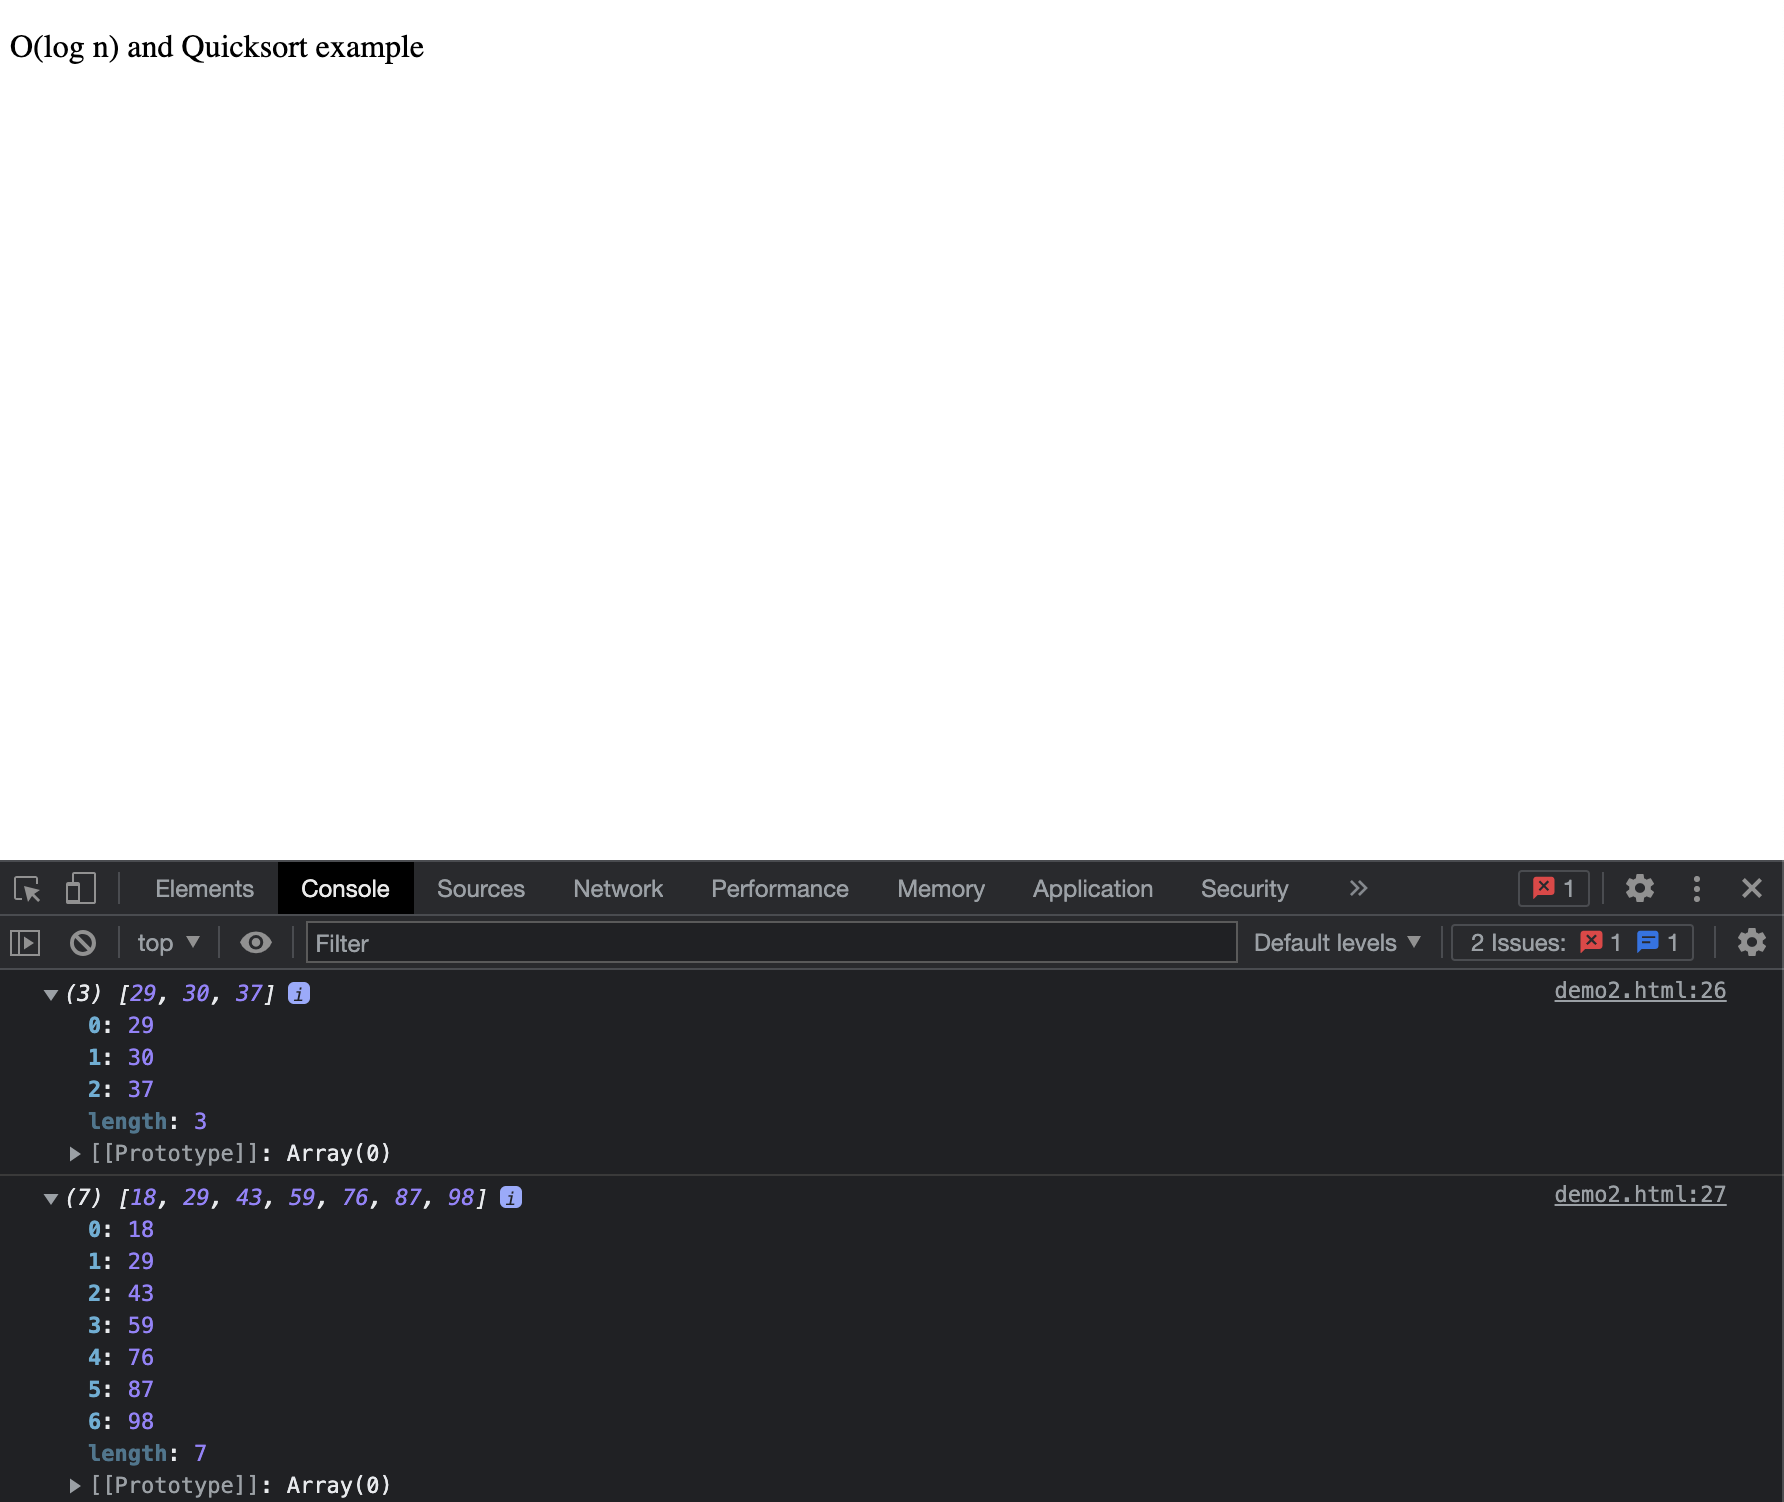 O(log n) and Quicksort example
Elements Console Sources Network Performance Memory Application Security » 1
top Filter Default levels 2 Issues: 1 1
(3) [29, 30, 37] i demo2.html:26
0: 29
1: 30
2: 37
length: 3
[[Prototype]]: Array(0)
(7) [18, 29, 43, 59, 76, 87, 98] i demo2.html:27
0: 18
1: 29
2: 43
3: 59
4: 76
5: 87
6: 98
length: 7
[[Prototype]]: Array(0)